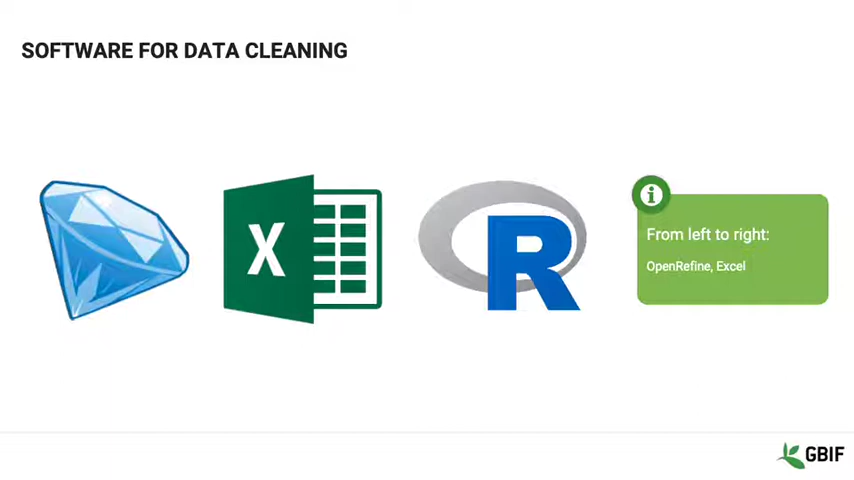 SOFTWARE FOR DATA CLEANING
X
R
i
From left to right:
OpenRefine, Excel
GBIF